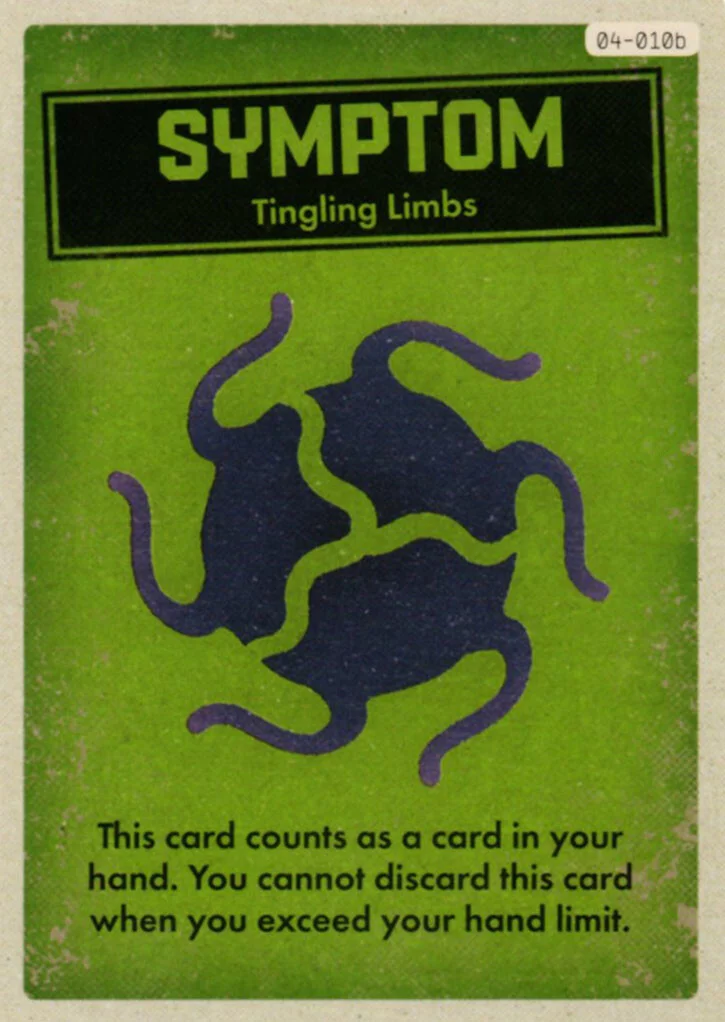 04-010b
SYMPTOM
Tingling Limbs
This card counts as a card in your
hand. You cannot discard this card
when you exceed your hand limit.